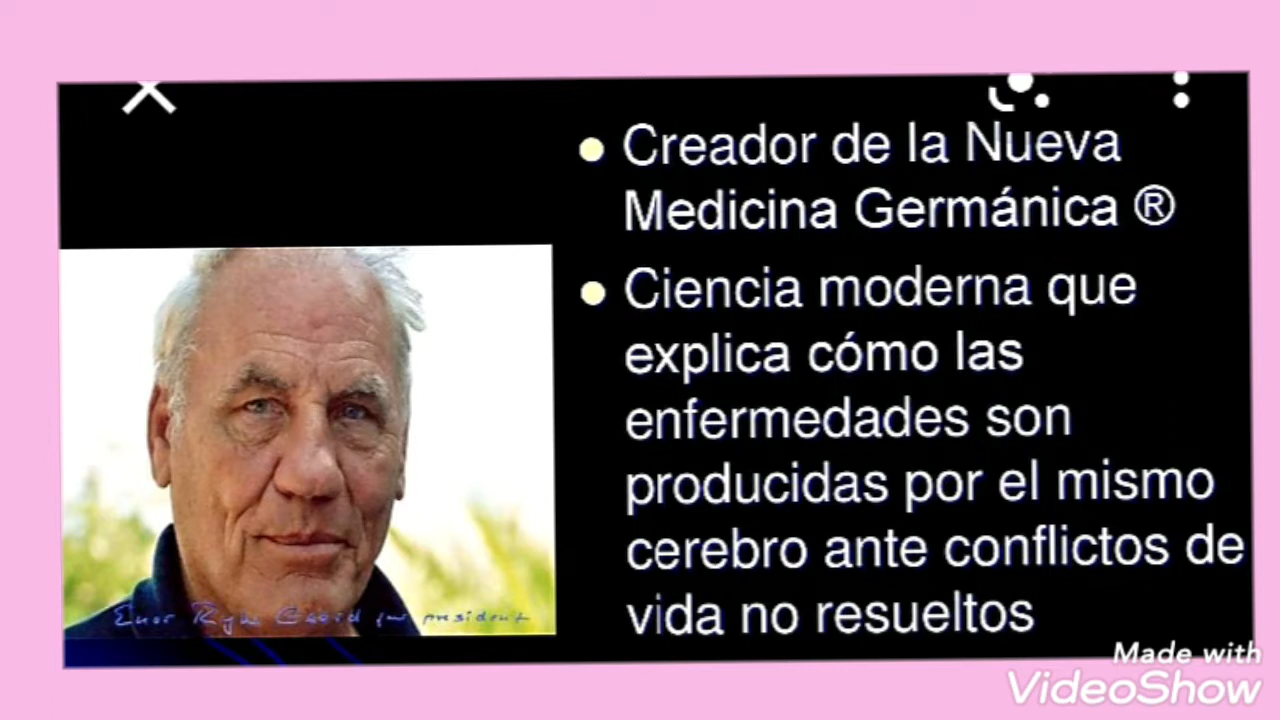 • Creador de la Nueva
Medicina Germánica ®
• Ciencia moderna que
explica cómo las
enfermedades son
producidas por el mismo
cerebro ante conflictos de
vida no resueltos
president
Made with
VideoShow